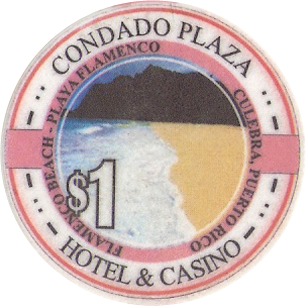 CONDADO PLAZA
FLAMENCO BEACH - PLAYA FLAMENCO
CULEBRA, PUERTO RICO
$1
HOTEL & CASINO